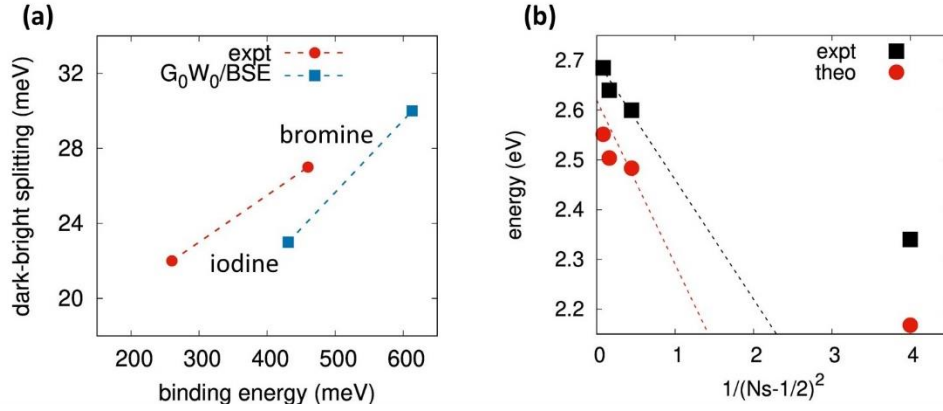 (a)
expt
G₀W₀/BSE
bromine
iodine
dark-bright splitting (meV)
32
28
24
20
200 300 400 500 600
binding energy (meV)
(b)
expt
theo
energy (eV)
2.7
2.6
2.5
2.4
2.3
2.2
0 1 2 3 4
1/(Ns-1/2)²